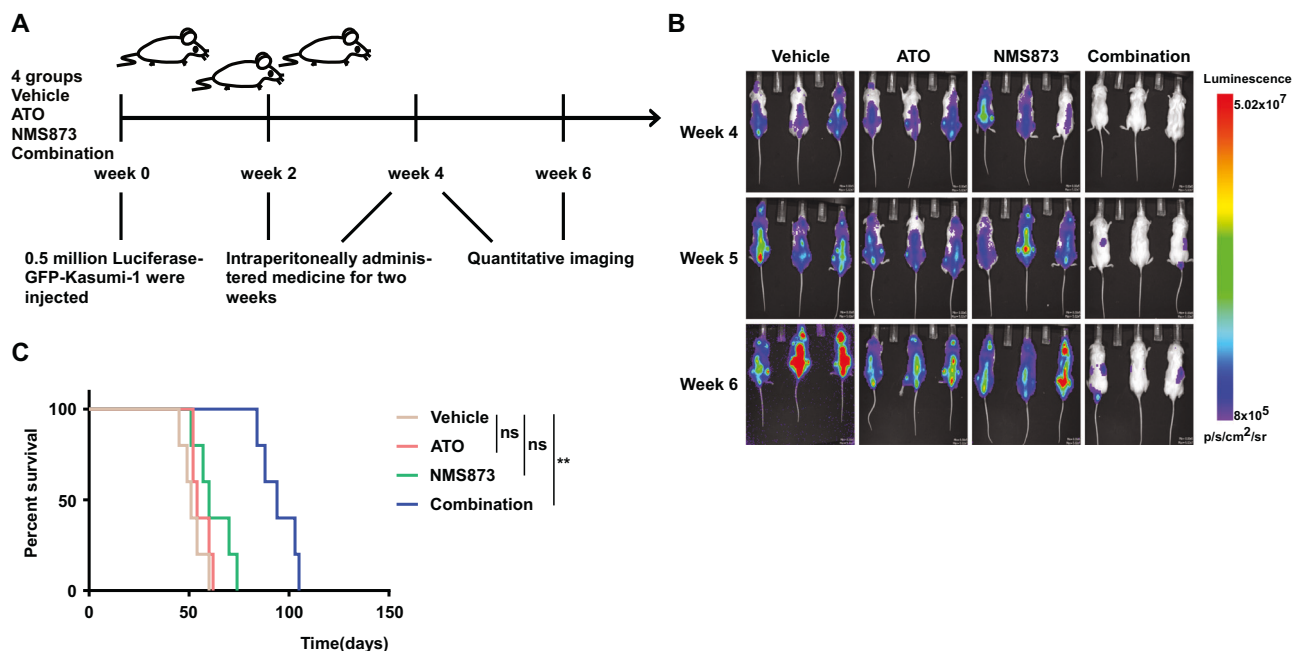 A
4 groups
Vehicle
ATO
NMS873
Combination
week 0
week 2
week 4
week 6
0.5 million Luciferase-
GFP-Kasumi-1 were
injected
Intraperitoneally adminis-
tered medicine for two
weeks
Quantitative imaging
B
Vehicle
ATO
NMS873
Combination
Week 4
Week 5
Week 6
Luminescence
5.02x10^7
8x10^5
p/s/cm^2/sr
C
Percent survival
100
50
0
0
50
100
150
Time(days)
Vehicle
ATO
NMS873
Combination
ns
ns
**